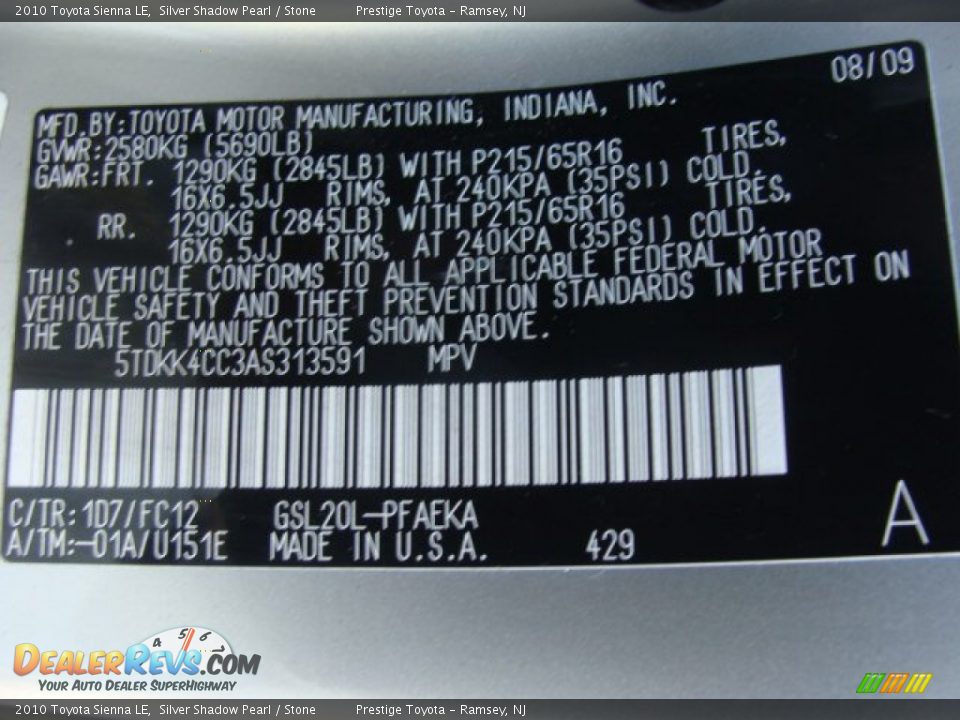 2010 Toyota Sienna LE, Silver Shadow Pearl / Stone Prestige Toyota - Ramsey, NJ
08/09
MFD.BY:TOYOTA MOTOR MANUFACTURING, INDIANA, INC.
GVWR:2580KG (5690LB)
GAWR:FRT. 1290KG (2845LB) WITH P215/65R16 TIRES,
16X6.5JJ RIMS, AT 240KPA (35PSI) COLD.
RR. 1290KG (2845LB) WITH P215/65R16 TIRES,
16X6.5JJ RIMS, AT 240KPA (35PSI) COLD.
THIS VEHICLE CONFORMS TO ALL APPLICABLE FEDERAL MOTOR
VEHICLE SAFETY AND THEFT PREVENTION STANDARDS IN EFFECT ON
THE DATE OF MANUFACTURE SHOWN ABOVE.
5TDKK4CC3AS313591 MPV
C/TR:1D7/FC12 GSL20L-PFAEKA
A/TM:-01A/U151E MADE IN U.S.A. 429
A
4 5 6
DEALERREVS.COM
YOUR AUTO DEALER SUPERHIGHWAY
2010 Toyota Sienna LE, Silver Shadow Pearl / Stone Prestige Toyota - Ramsey, NJ